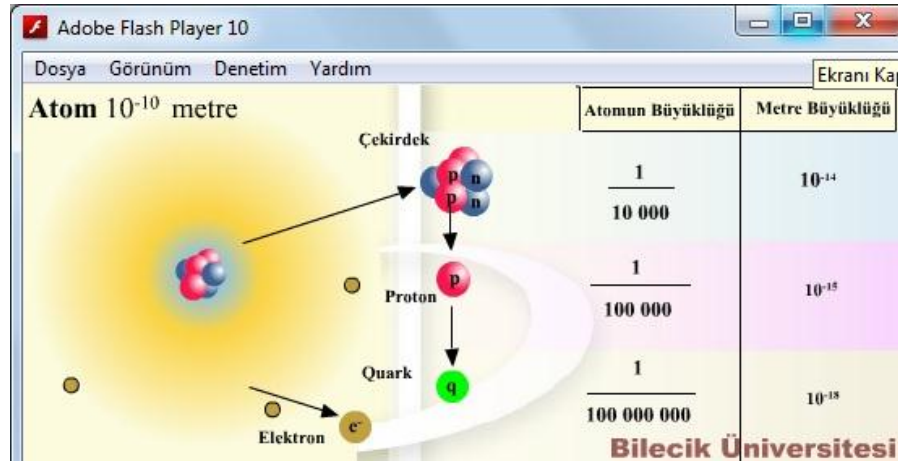 Adobe Flash Player 10
Dosya Görünüm Denetim Yardım
Ekranı Kap
Atom 10⁻¹⁰ metre
Atomun Büyüklüğü
Metre Büyüklüğü
Çekirdek
p n
p n
1
10 000
10⁻¹⁴
Proton
p
1
100 000
10⁻¹⁵
Quark
q
1
100 000 000
10⁻¹⁸
Elektron
e⁻
Bilecik Üniversitesi